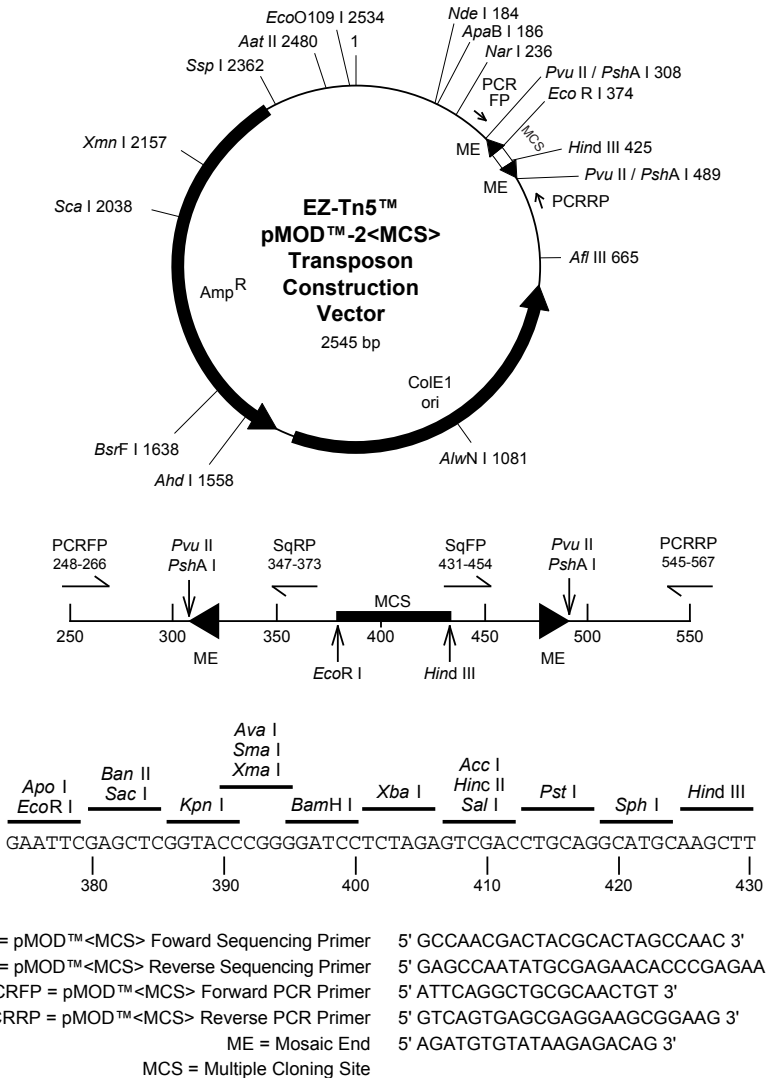 EcoO109 I 2534
Nde I 184
1
ApaB I 186
Aat II 2480
Nar I 236
Ssp I 2362
PCR
FP
Pvu II / PshA I 308
Eco R I 374
MCS
Xmn I 2157
ME
Hind III 425
ME
Pvu II / PshA I 489
PCRRP
Sca I 2038
EZ-Tn5™
pMOD™-2<MCS>
Transposon
Construction
Vector
2545 bp
Afl III 665
AmpR
ColE1
ori
BsrF I 1638
AlwN I 1081
Ahd I 1558
PCRFP
248-266
Pvu II
PshA I
SqRP
347-373
SqFP
431-454
Pvu II
PshA I
PCRRP
545-567
MCS
250 300 350 400 450 500 550
ME
EcoR I
Hind III
ME
Apo I
EcoR I
Ban II
Sac I
Kpn I
Ava I
Sma I
Xma I
BamH I
Xba I
Acc I
Hinc II
Sal I
Pst I
Sph I
Hind III
GAATTCGAGCTCGGTACCCGGGGATCCTCTAGAGTCGACCTGCAGGCATGCAAGCTT
380 390 400 410 420 430
= pMOD™<MCS> Foward Sequencing Primer 5' GCCAACGACTACGCACTAGCCAAC 3'
= pMOD™<MCS> Reverse Sequencing Primer 5' GAGCCAATATGCGAGAACACCCGAGAA
CRFP = pMOD™<MCS> Forward PCR Primer 5' ATTCAGGCTGCGCAACTGT 3'
CRRP = pMOD™<MCS> Reverse PCR Primer 5' GTCAGTGAGCGAGGAAGCGGAAG 3'
ME = Mosaic End 5' AGATGTGTATAAGAGACAG 3'
MCS = Multiple Cloning Site